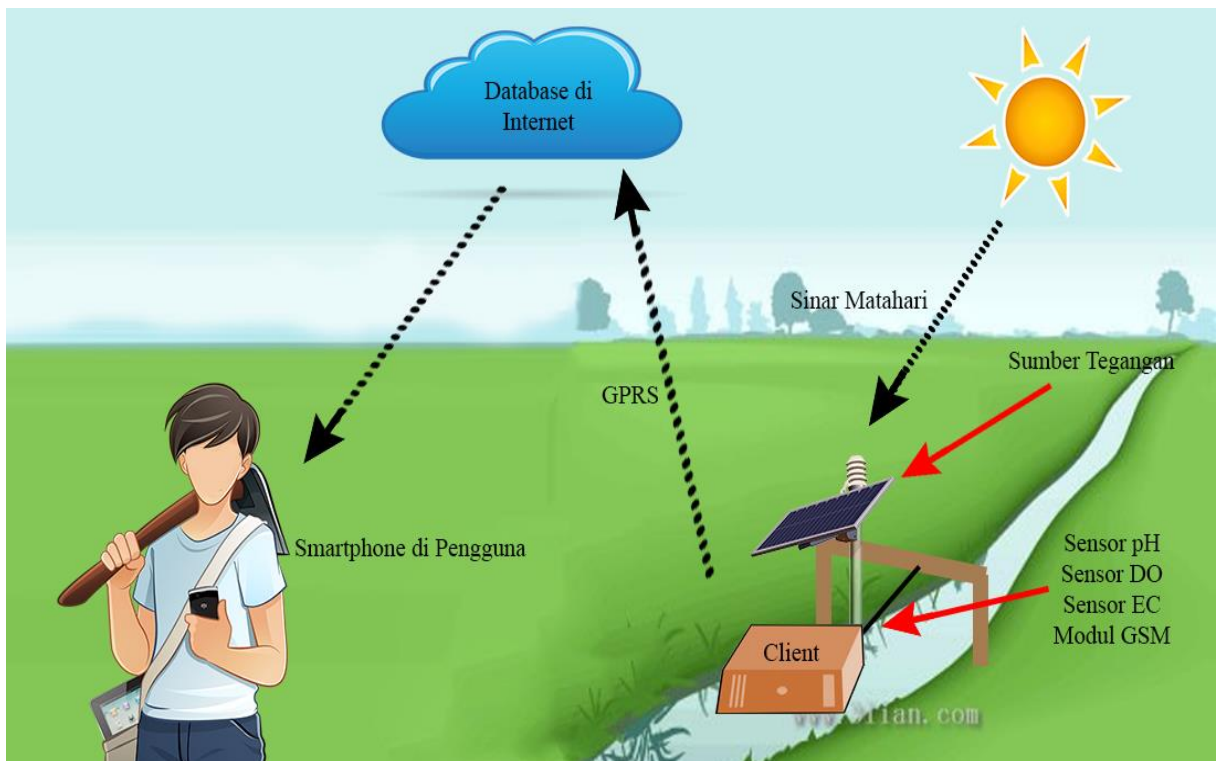 Database di
Internet
Sinar Matahari
Sumber Tegangan
GPRS
Smartphone di Pengguna
Sensor pH
Sensor DO
Sensor EC
Modul GSM
Client